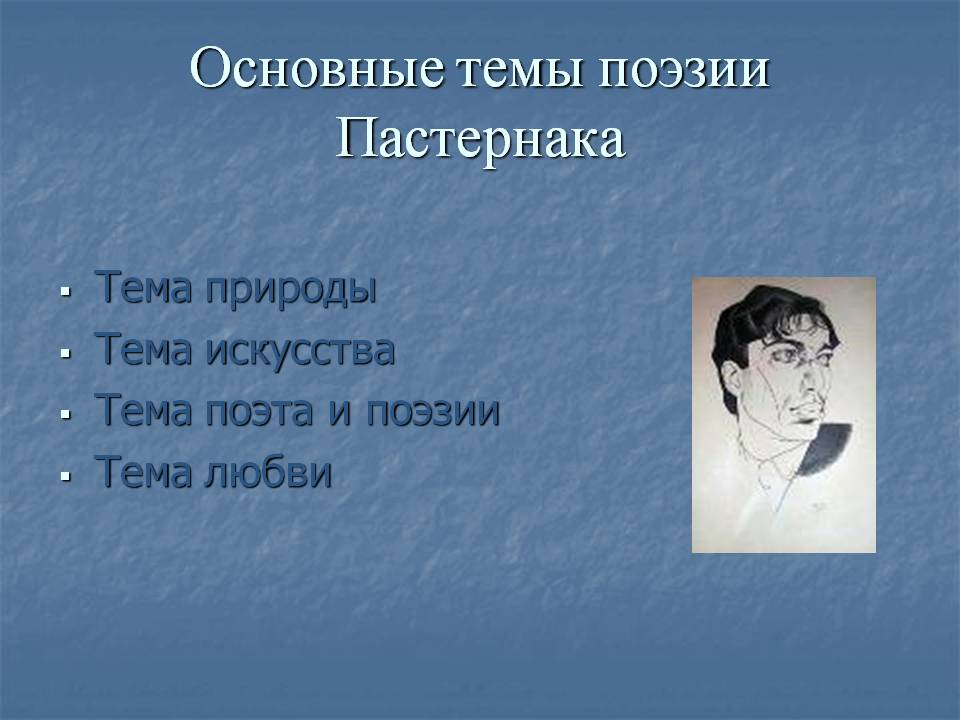 Основные темы поэзии
Пастернака
Тема природы
Тема искусства
Тема поэта и поэзии
Тема любви